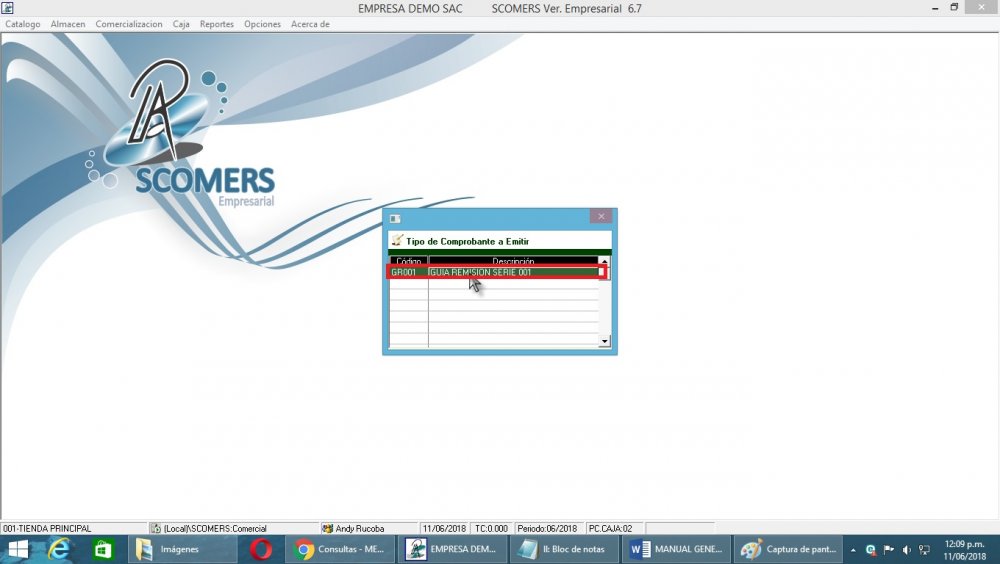 EMPRESA DEMO SAC SCOMERS Ver. Empresarial 6.7
Catalogo Almacen Comercializacion Caja Reportes Opciones Acerca de
SCOMERS
Empresarial
Tipo de Comprobante a Emitir
Código Descripción
GR001 GUIA REMISION SERIE 001
001-TIENDA PRINCIPAL (Local)\SCOMERS:Comercial Andy Rucoba 11/06/2018 TC:0.000 Periodo:06/2018 PC.CAJA:02
Imágenes Consultas - ME... EMPRESA DEM... II: Bloc de notas MANUAL GENE... Captura de pant... 12:09 p.m.
11/06/2018